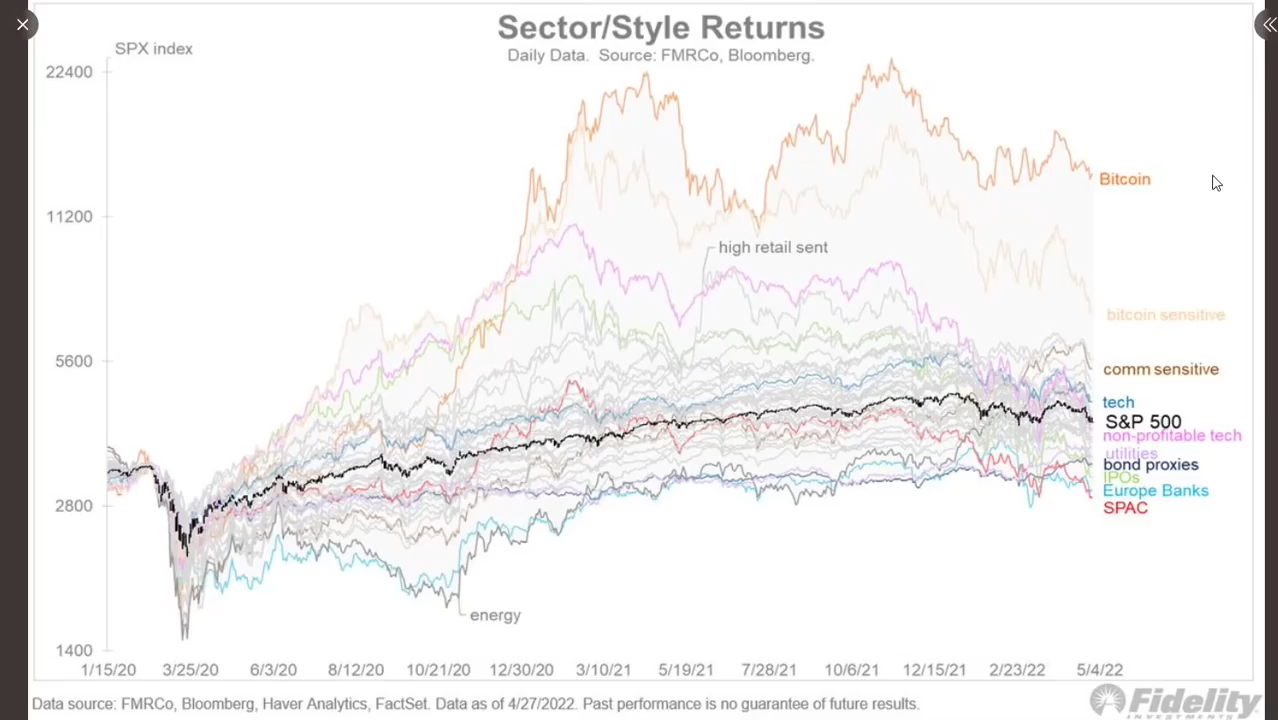 Sector/Style Returns
Daily Data. Source: FMRCo, Bloomberg.
SPX index
22400
11200
5600
2800
1400
high retail sent
energy
Bitcoin
bitcoin sensitive
comm sensitive
tech
S&P 500
non-profitable tech
utilities
bond proxies
IPOs
Europe Banks
SPAC
1/15/20 3/25/20 6/3/20 8/12/20 10/21/20 12/30/20 3/10/21 5/19/21 7/28/21 10/6/21 12/15/21 2/23/22 5/4/22
Data source: FMRCo, Bloomberg, Haver Analytics, FactSet. Data as of 4/27/2022. Past performance is no guarantee of future results.
Fidelity
INVESTMENTS